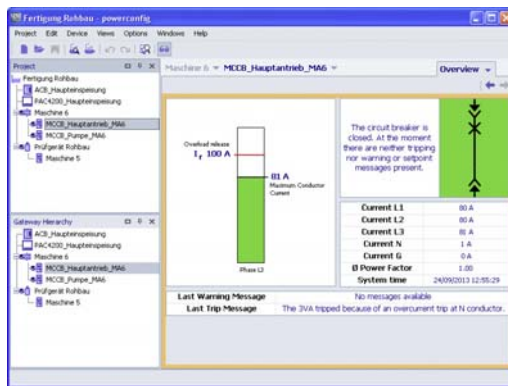 Fertigung Rohbau - powerconfig
Project Edit Device Views Options Windows Help
Project
Fertigung Rohbau
ACB_Haupteinspeisung
PAC4200_Haupteinspeisung
Maschine 6
MCCB_Hauptantrieb_MA6
MCCB_Pumpe_MA6
Prüfgerät Rohbau
Maschine 5
Gateway Hierarchy
ACB_Haupteinspeisung
PAC4200_Haupteinspeisung
Maschine 6
MCCB_Hauptantrieb_MA6
MCCB_Pumpe_MA6
Prüfgerät Rohbau
Maschine 5
Maschine 6 MCCB_Hauptantrieb_MA6
Overview
Overload release
Ir 100 A
81 A
Maximum Conductor
Current
Phase L3
The circuit breaker is
closed. At the moment
there are neither tripping
nor warning or setpoint
messages present.
Current L1 80 A
Current L2 80 A
Current L3 81 A
Current N 1 A
Current G 0 A
Ø Power Factor 1.00
System time 24/09/2013 12:55:29
Last Warning Message No messages available
Last Trip Message The 3VA tripped because of an overcurrent trip at N conductor.